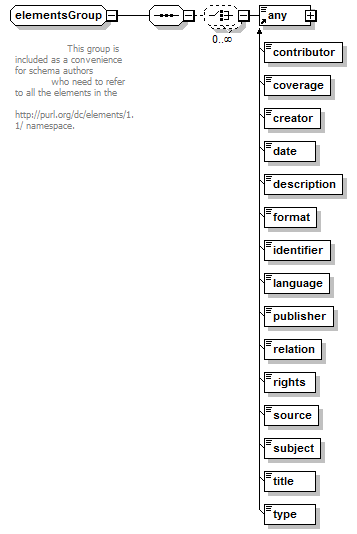 elementsGroup
any
0..∞
This group is
included as a convenience
for schema authors
who need to refer
to all the elements in the
http://purl.org/dc/elements/1.
1/ namespace.
contributor
coverage
creator
date
description
format
identifier
language
publisher
relation
rights
source
subject
title
type